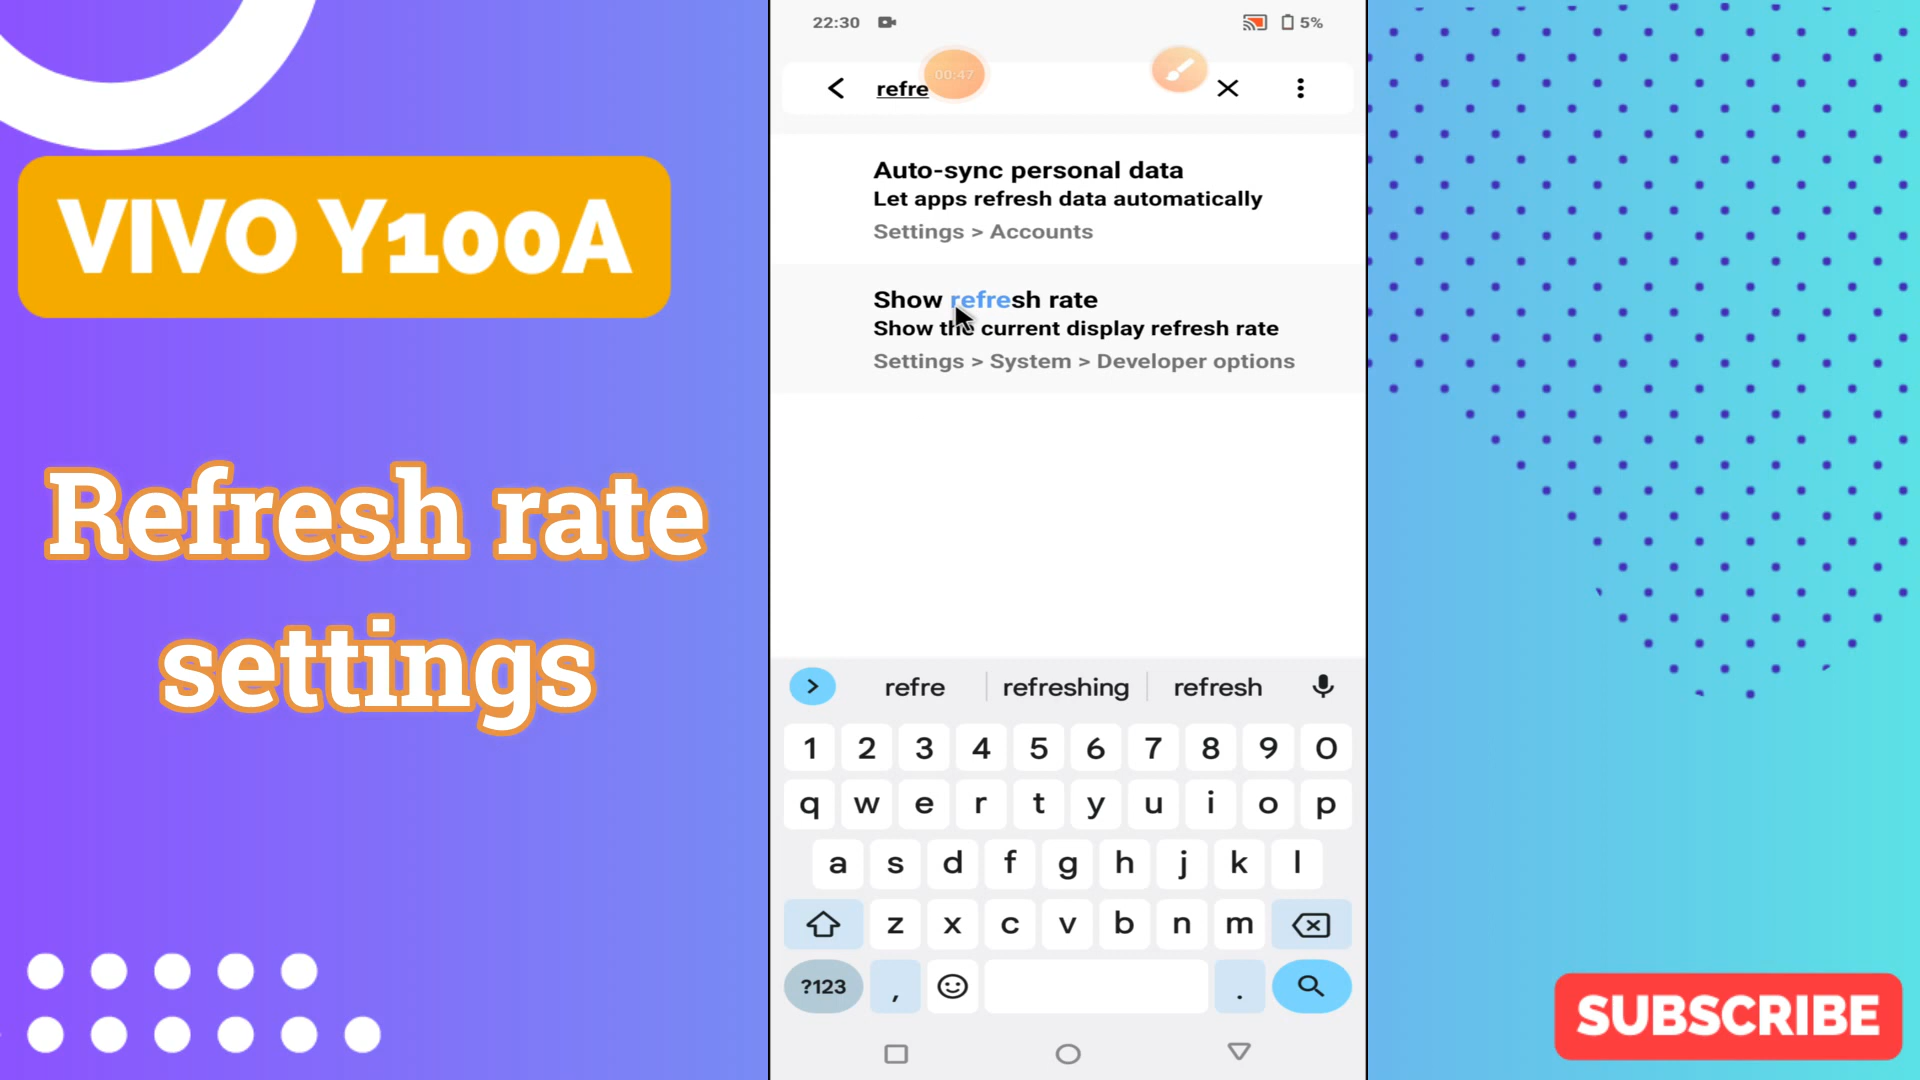 VIVO Y100A
Refresh rate
settings
22:30
5%
refre
00:47
Auto-sync personal data
Let apps refresh data automatically
Settings > Accounts
Show refresh rate
Show the current display refresh rate
Settings > System > Developer options
refre refreshing refresh
1 2 3 4 5 6 7 8 9 0
q w e r t y u i o p
a s d f g h j k l
z x c v b n m
?123 , .
SUBSCRIBE